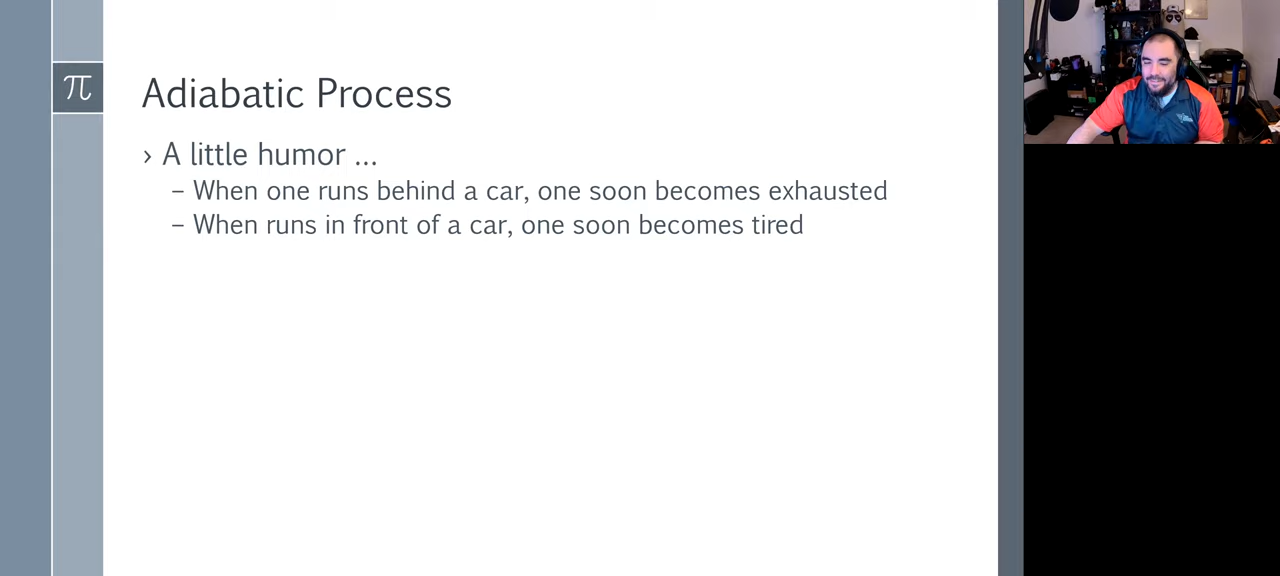 π
Adiabatic Process
› A little humor ...
– When one runs behind a car, one soon becomes exhausted
– When runs in front of a car, one soon becomes tired